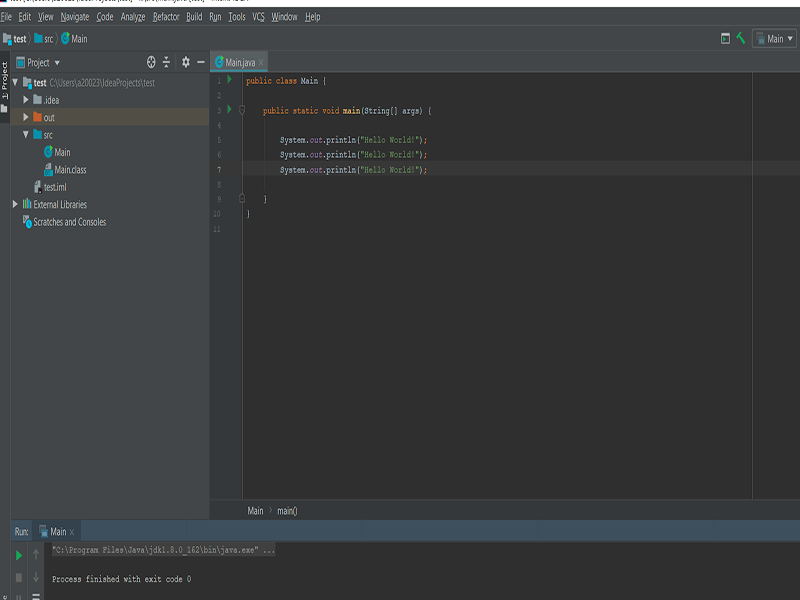 File Edit View Navigate Code Analyze Refactor Build Run Tools VCS Window Help
test src Main
Main
1: Project
Project
Main.java
test C:\Users\a20023\IdeaProjects\test
.idea
out
src
Main
Main.class
test.iml
External Libraries
Scratches and Consoles
1 public class Main {
2
3 public static void main(String[] args) {
4
5 System.out.println("Hello World!");
6 System.out.println("Hello World!");
7 System.out.println("Hello World!");
8
9 }
10 }
11
Main main()
Run: Main
"C:\Program Files\Java\jdk1.8.0_162\bin\java.exe" ...
Process finished with exit code 0